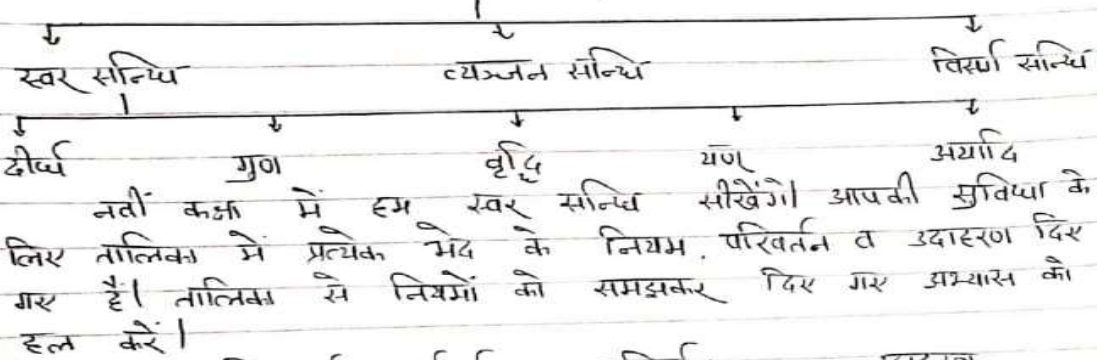 स्वर सन्धि व्यञ्जन सन्धि विसर्ग सन्धि
दीर्घ गुण वृद्धि यण् अयादि
नवीं कक्षा में हम स्वर सन्धि सीखेंगे। आपकी सुविधा के
लिए तालिका में प्रत्येक भेद के नियम, परिवर्तन व उदाहरण दिए
गए हैं। तालिका से नियमों को समझकर दिए गए अभ्यास को
हल करें।